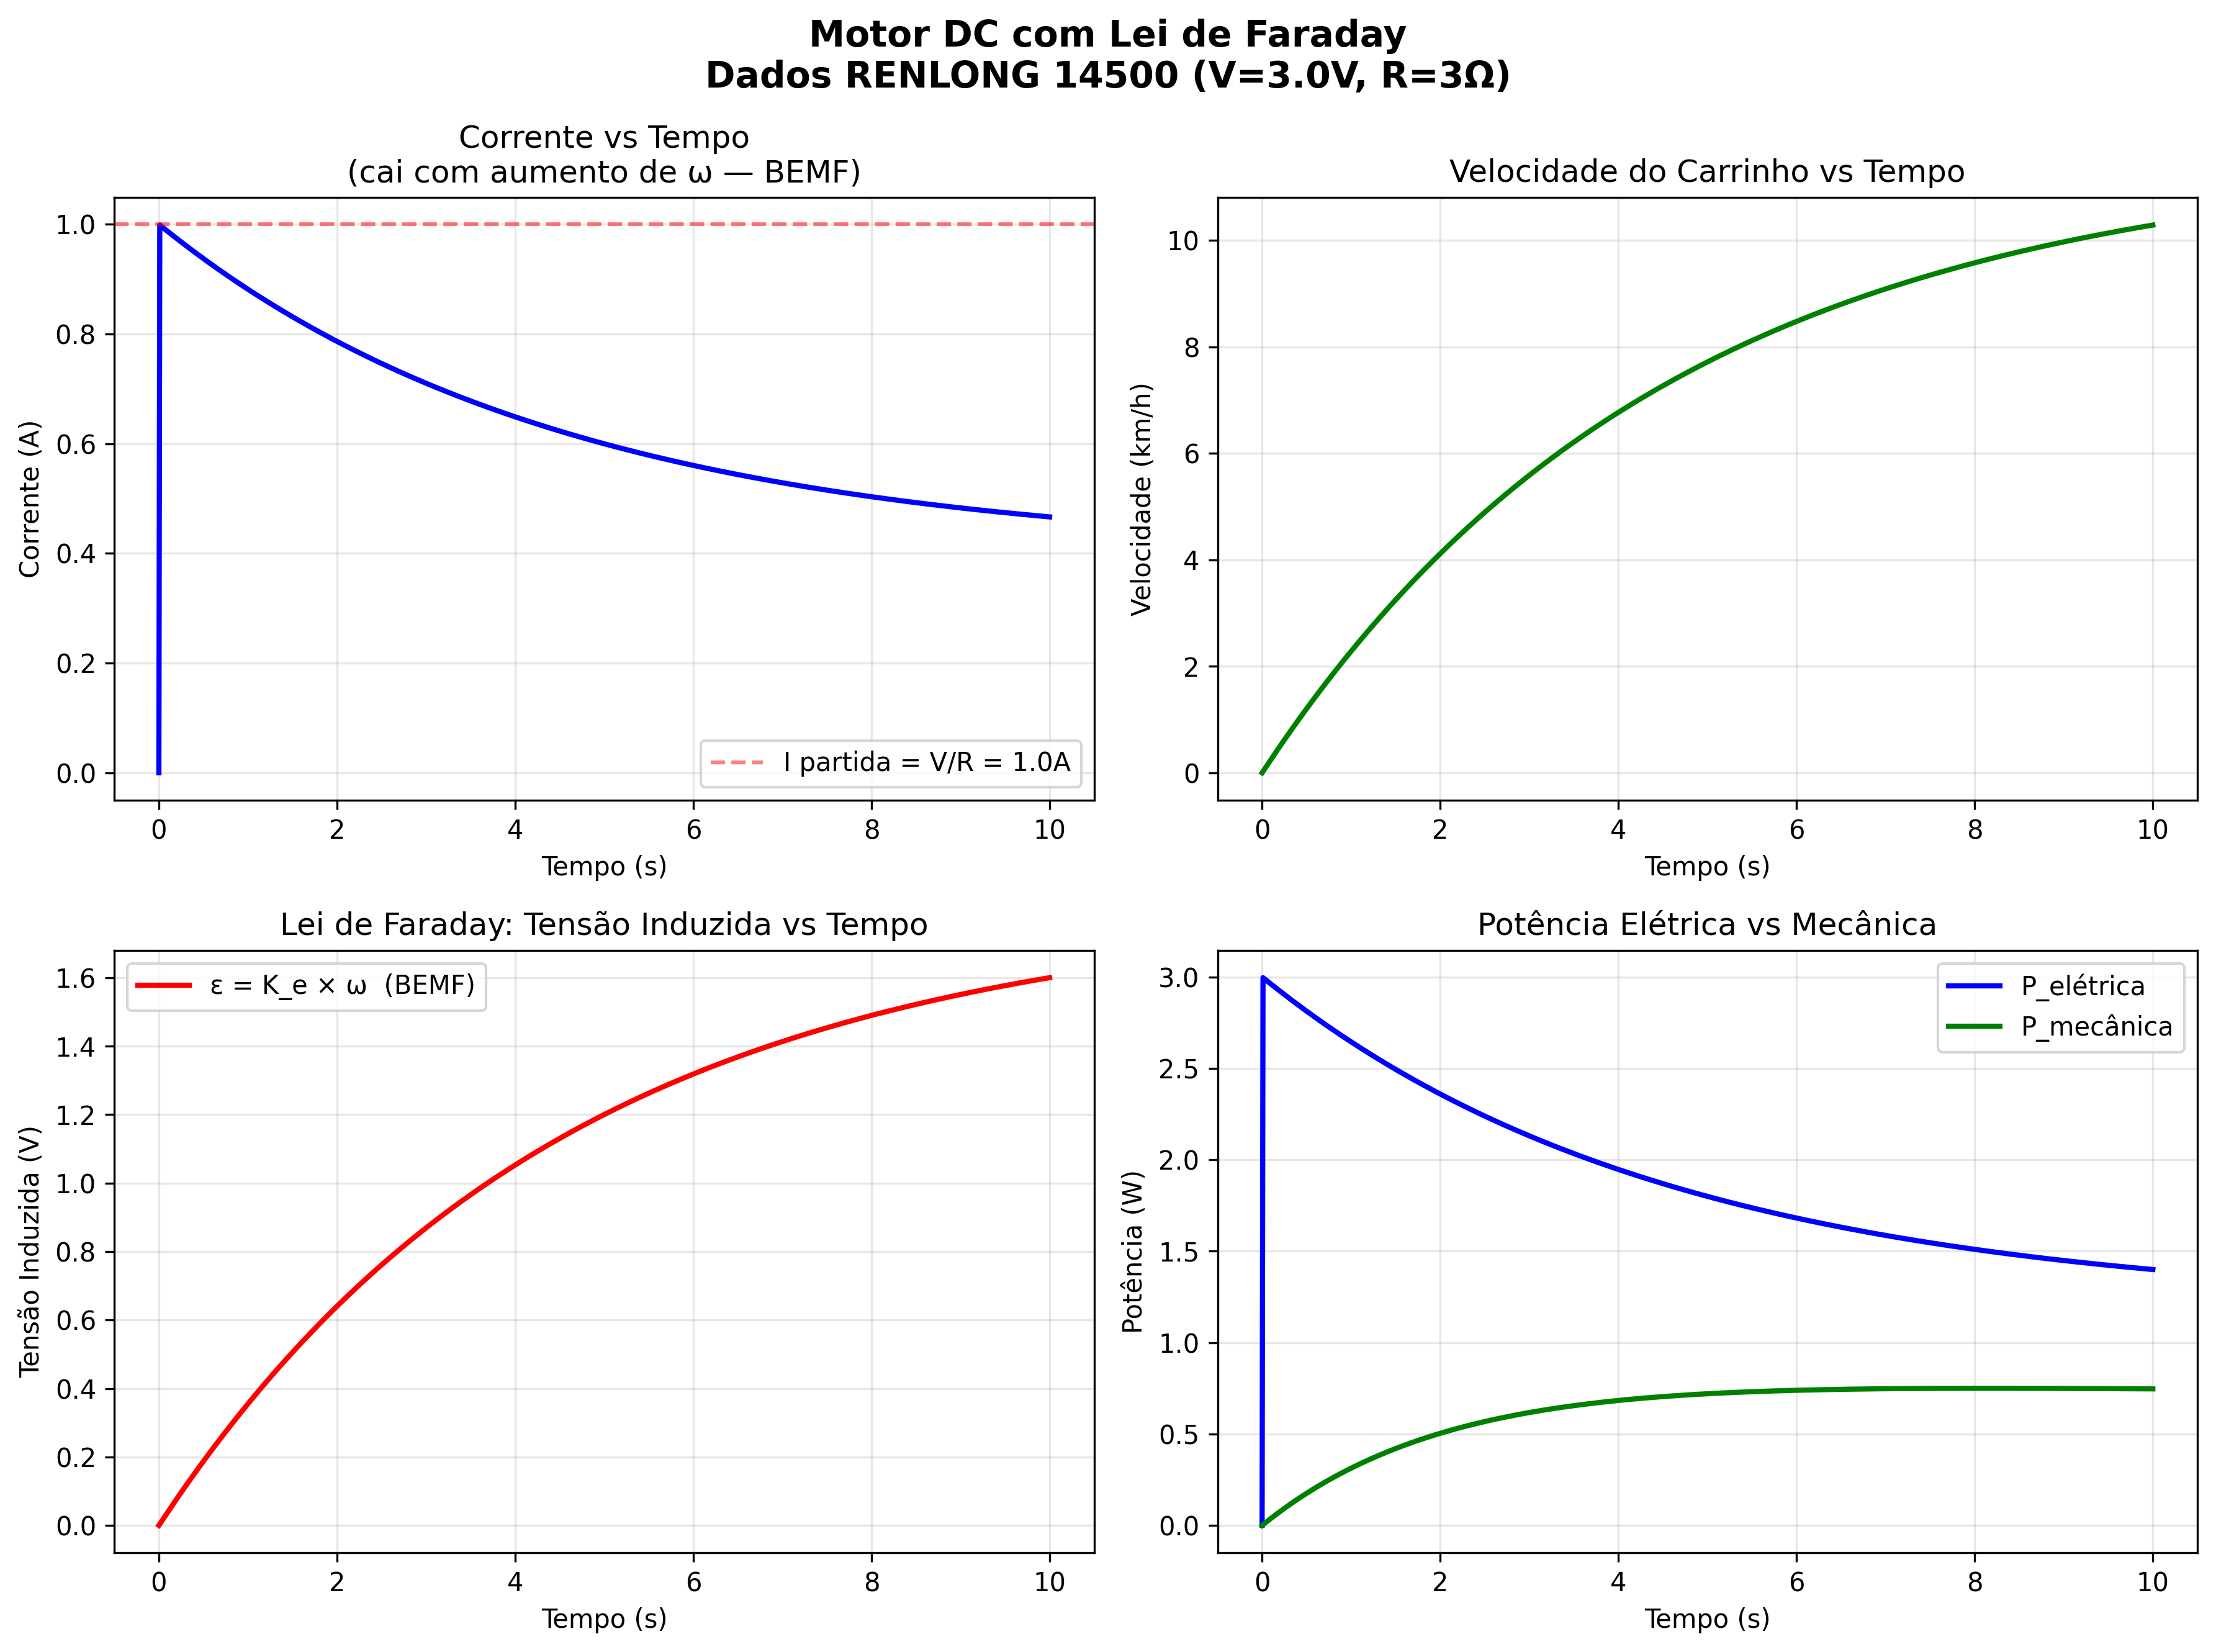 Motor DC com Lei de Faraday
Dados RENLONG 14500 (V=3.0V, R=3Ω)
Corrente vs Tempo
(cai com aumento de ω — BEMF)
Corrente (A)
1.0
0.8
0.6
0.4
0.2
0.0
I partida = V/R = 1.0A
0 2 4 6 8 10
Tempo (s)
Velocidade do Carrinho vs Tempo
Velocidade (km/h)
10
8
6
4
2
0
0 2 4 6 8 10
Tempo (s)
Lei de Faraday: Tensão Induzida vs Tempo
Tensão Induzida (V)
ε = K_e × ω (BEMF)
1.6
1.4
1.2
1.0
0.8
0.6
0.4
0.2
0.0
0 2 4 6 8 10
Tempo (s)
Potência Elétrica vs Mecânica
Potência (W)
P_elétrica
P_mecânica
3.0
2.5
2.0
1.5
1.0
0.5
0.0
0 2 4 6 8 10
Tempo (s)